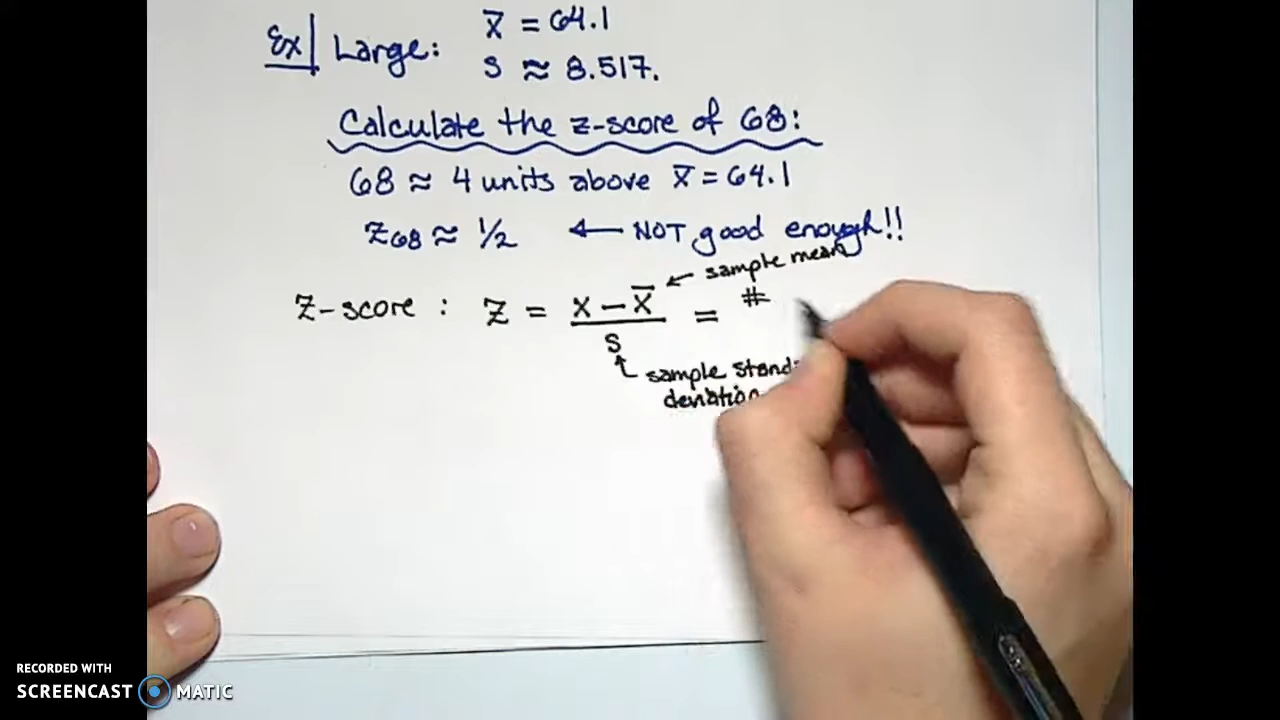 Ex| Large: x̄ = 64.1
s ≈ 8.517.
Calculate the z-score of 68:
68 ≈ 4 units above x̄ = 64.1
z68 ≈ 1/2 ← NOT good enough!!
← sample mean
z-score : z = x - x̄ / s = #
sample stand
deviation
RECORDED WITH
SCREENCAST MATIC